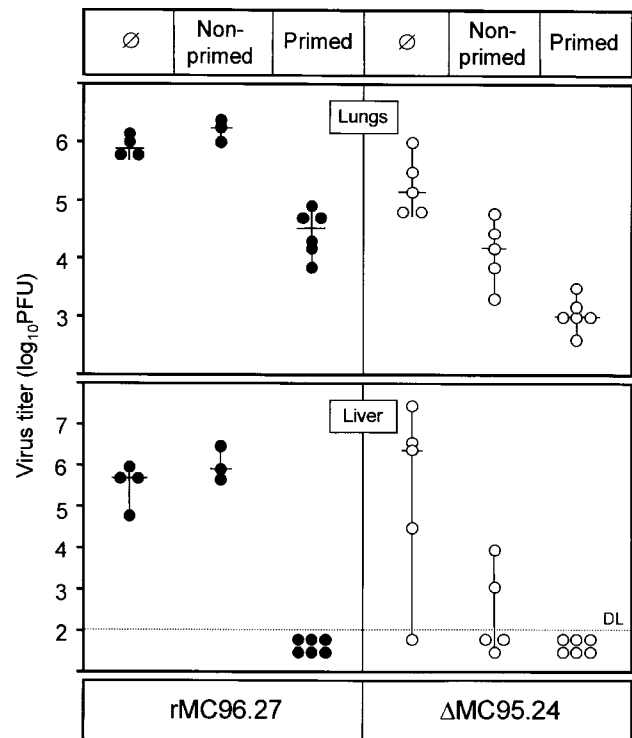 ∅ Non-primed Primed ∅ Non-primed Primed
Lungs
6
5
4
3
Virus titer (log₁₀PFU)
Liver
7
6
5
4
3
2
DL
rMC96.27 ΔMC95.24